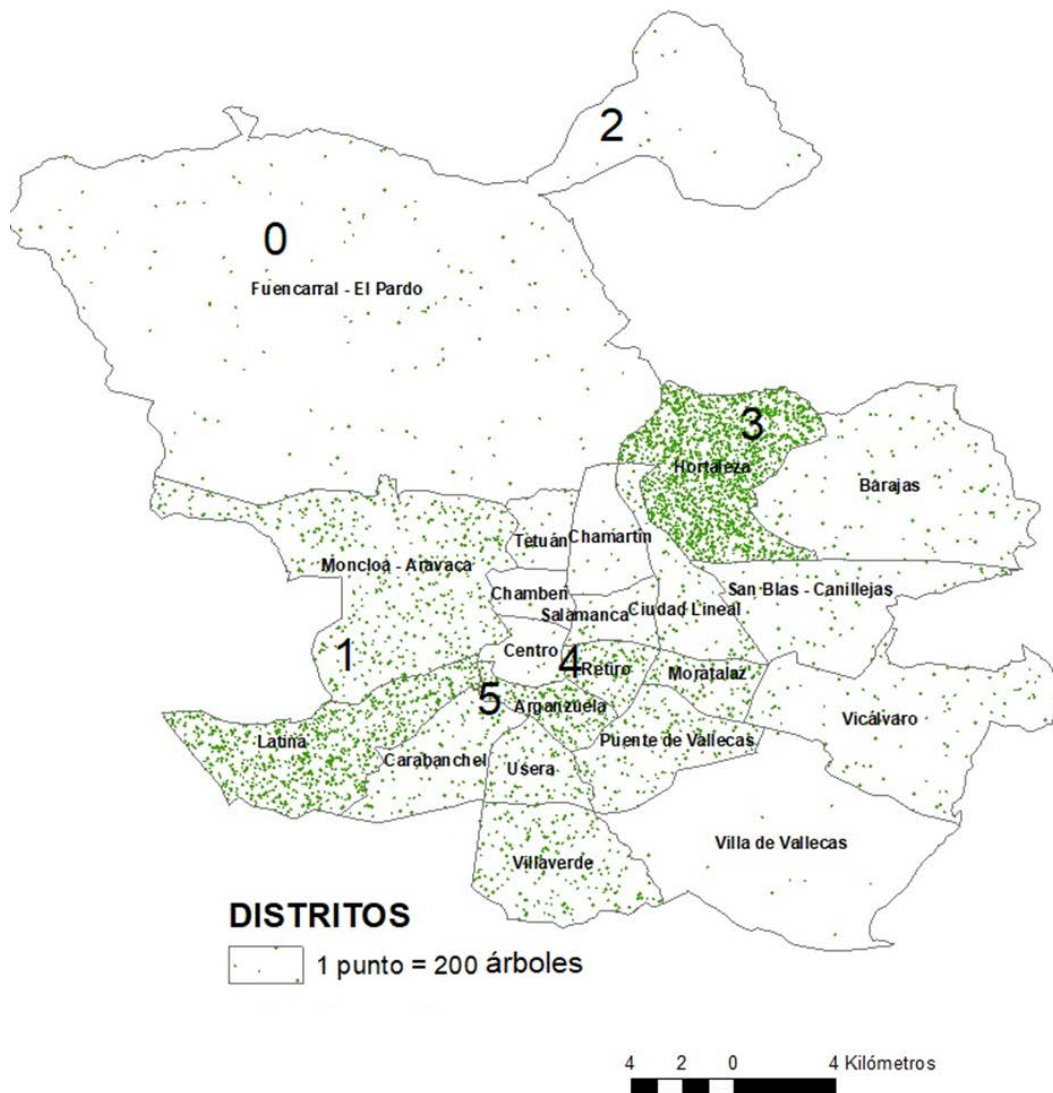 2
0
Fuencarral - El Pardo
3
Hortaleza
Barajas
Tetuán
Chamartín
Moncloa - Aravaca
San Blas - Canillejas
Chamberi
Salamanca
Ciudad Lineal
1
Centro
4
Retiro
Moratalaz
5
Arganzuela
Vicálvaro
Latina
Carabanchel
Usera
Puente de Vallecas
Villaverde
Villa de Vallecas
DISTRITOS
1 punto = 200 árboles
4 2 0 4 Kilómetros